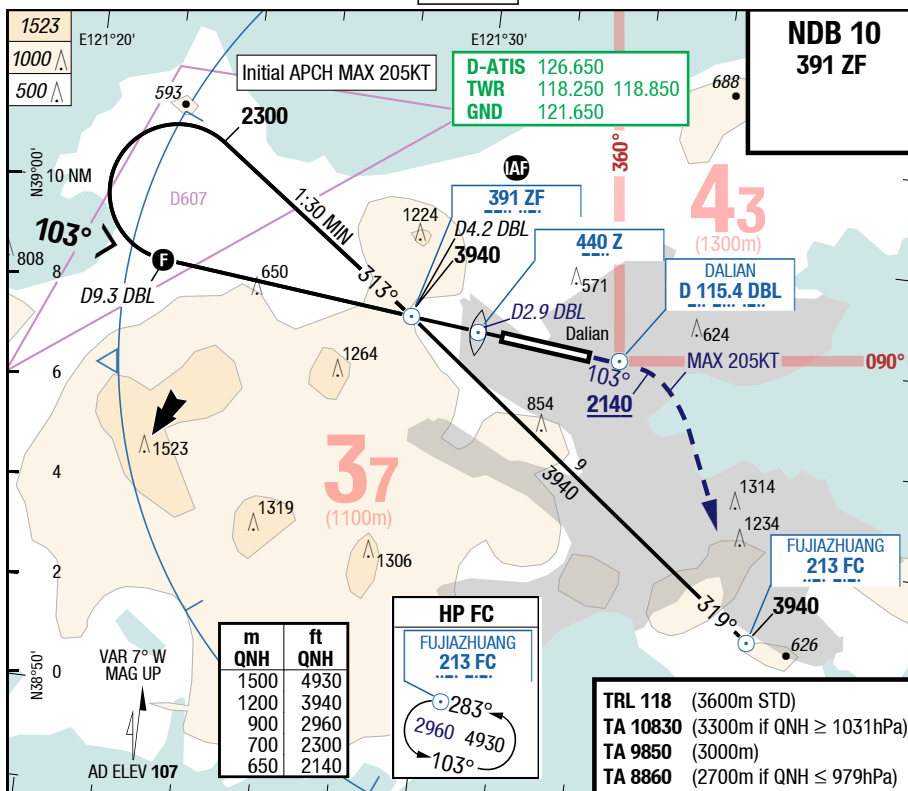 1523
1000
500
E121°20'
E121°30'
Initial APCH MAX 205KT
D-ATIS 126.650
TWR 118.250 118.850
GND 121.650
NDB 10
391 ZF
593
2300
688
360°
N39°00'
10 NM
D607
1:30 MIN
IAF
391 ZF
43
(1300m)
103°
1224
D4.2 DBL
3940
440 Z
808
8
F
D9.3 DBL
650
313°
571
DALIAN
D 115.4 DBL
D2.9 DBL
Dalian
624
6
1264
103°
2140
MAX 205KT
090°
854
1523
37
(1100m)
9
3940
4
1319
1314
1234
1306
2
FUJIAZHUANG
213 FC
319°
3940
626
0
N38°50'
VAR 7° W
MAG UP
AD ELEV 107
m ft
QNH QNH
1500 4930
1200 3940
900 2960
700 2300
650 2140
HP FC
FUJIAZHUANG
213 FC
283°
2960 4930
103°
TRL 118 (3600m STD)
TA 10830 (3300m if QNH ≥ 1031hPa)
TA 9850 (3000m)
TA 8860 (2700m if QNH ≤ 979hPa)